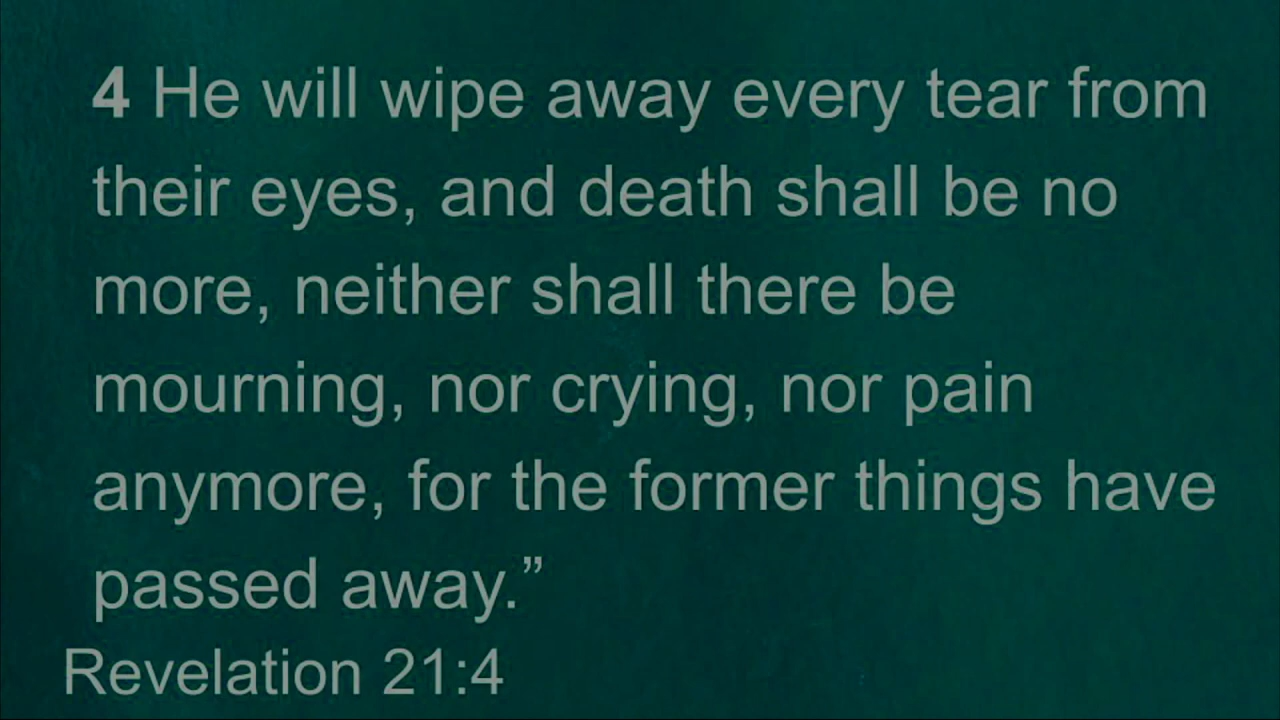 4 He will wipe away every tear from
their eyes, and death shall be no
more, neither shall there be
mourning, nor crying, nor pain
anymore, for the former things have
passed away.”
Revelation 21:4